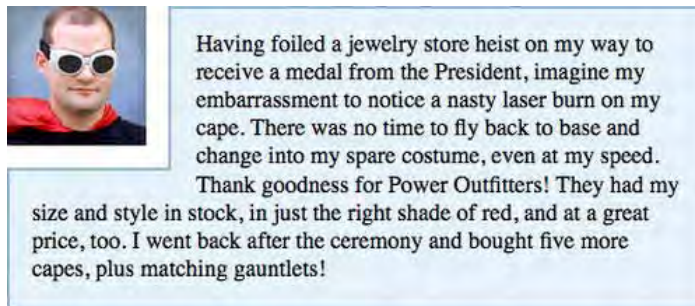 Having foiled a jewelry store heist on my way to
receive a medal from the President, imagine my
embarrassment to notice a nasty laser burn on my
cape. There was no time to fly back to base and
change into my spare costume, even at my speed.
Thank goodness for Power Outfitters! They had my
size and style in stock, in just the right shade of red, and at a great
price, too. I went back after the ceremony and bought five more
capes, plus matching gauntlets!